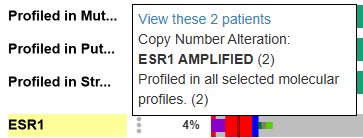 Profiled in Mut...
Profiled in Put...
Profiled in Str...
View these 2 patients
Copy Number Alteration:
ESR1 AMPLIFIED (2)
Profiled in all selected molecular
profiles. (2)
ESR1
4%